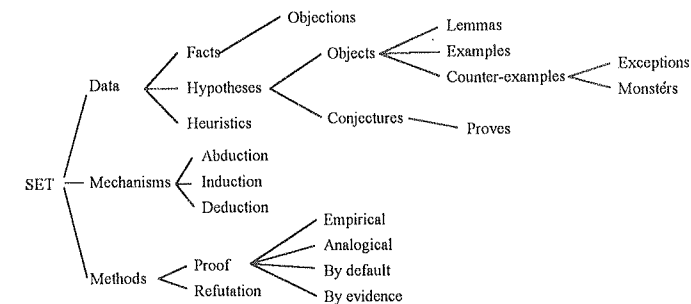 Objections
Lemmas
Facts
Objects
Examples
Exceptions
Data
Hypotheses
Counter-examples
Monsters
Heuristics
Conjectures
Proves
Abduction
SET
Mechanisms
Induction
Deduction
Empirical
Analogical
Proof
By default
Methods
Refutation
By evidence